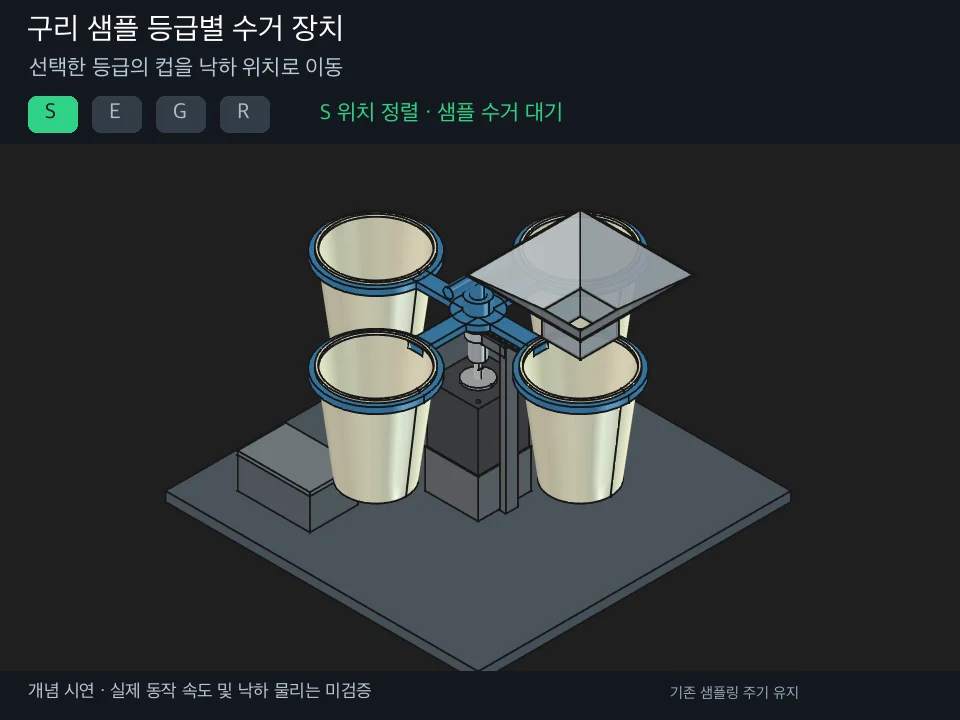 구리 샘플 등급별 수거 장치
선택한 등급의 컵을 낙하 위치로 이동
S E G R S 위치 정렬 · 샘플 수거 대기
개념 시연 · 실제 동작 속도 및 낙하 물리는 미검증
기존 샘플링 주기 유지